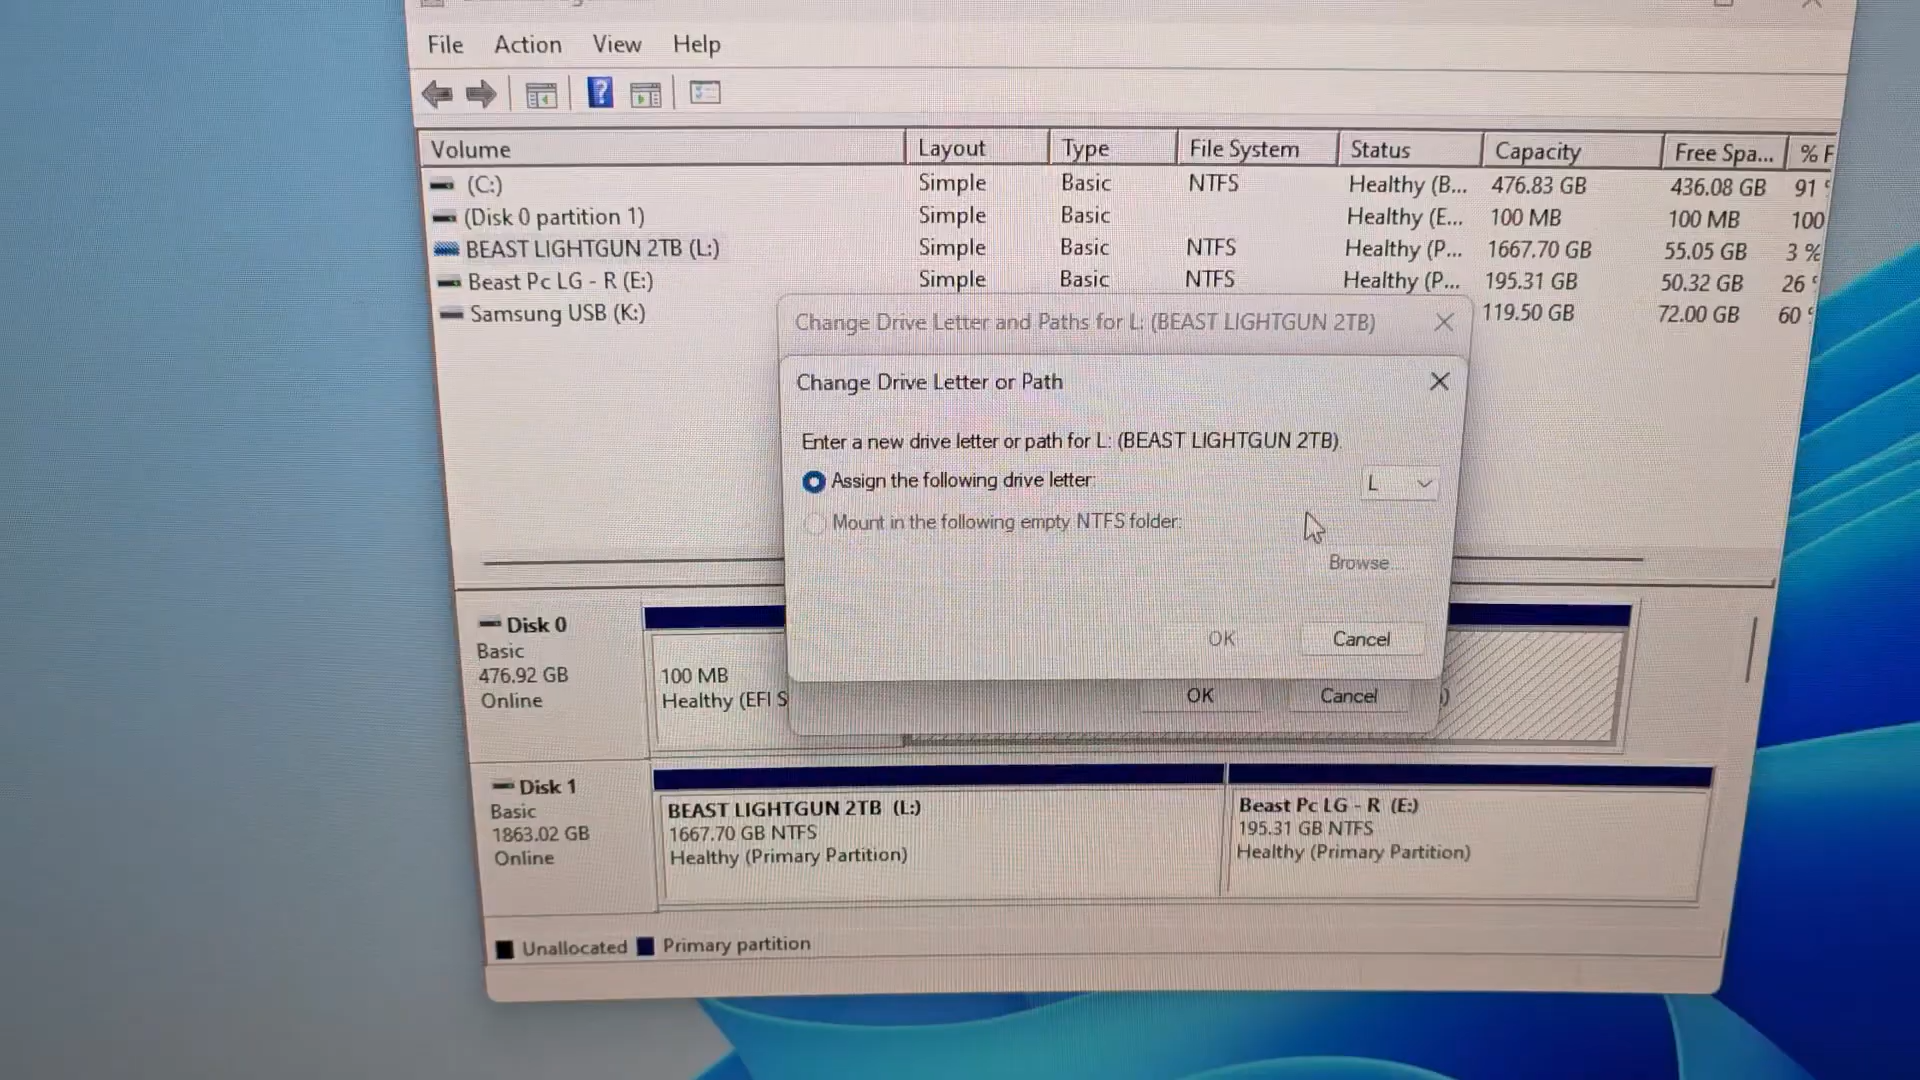 File Action View Help
Volume Layout Type File System Status Capacity Free Spa... % F
(C:) Simple Basic NTFS Healthy (B... 476.83 GB 436.08 GB 91
(Disk 0 partition 1) Simple Basic Healthy (E... 100 MB 100 MB 100
BEAST LIGHTGUN 2TB (L:) Simple Basic NTFS Healthy (P... 1667.70 GB 55.05 GB 3 %
Beast Pc LG - R (E:) Simple Basic NTFS Healthy (P... 195.31 GB 50.32 GB 26
Samsung USB (K:) 119.50 GB 72.00 GB 60
Change Drive Letter and Paths for L: (BEAST LIGHTGUN 2TB)
Change Drive Letter or Path
Enter a new drive letter or path for L: (BEAST LIGHTGUN 2TB).
Assign the following drive letter: L
Mount in the following empty NTFS folder:
Browse...
OK Cancel
OK Cancel
Disk 0
Basic
476.92 GB
Online
100 MB
Healthy (EFI S
Disk 1
Basic
1863.02 GB
Online
BEAST LIGHTGUN 2TB (L:)
1667.70 GB NTFS
Healthy (Primary Partition)
Beast Pc LG - R (E:)
195.31 GB NTFS
Healthy (Primary Partition)
Unallocated Primary partition